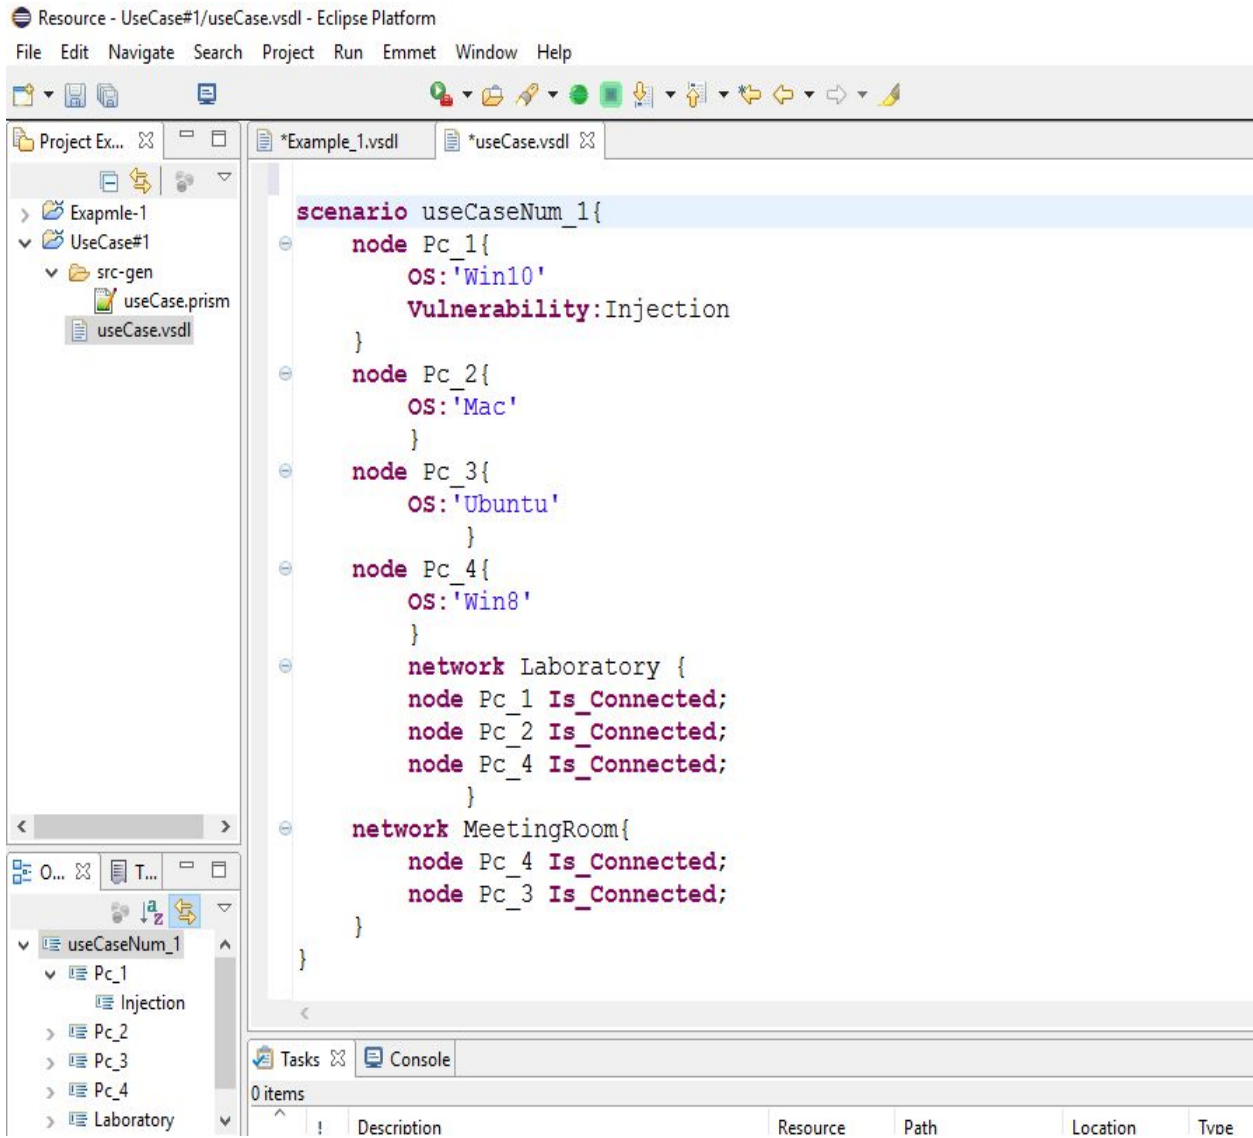 Resource - UseCase#1/useCase.vsdl - Eclipse Platform
File Edit Navigate Search Project Run Emmet Window Help
Project Ex...
*Example_1.vsdl
*useCase.vsdl
Exapmle-1
UseCase#1
src-gen
useCase.prism
useCase.vsdl
scenario useCaseNum_1{
node Pc_1{
OS:'Win10'
Vulnerability:Injection
}
node Pc_2{
OS:'Mac'
}
node Pc_3{
OS:'Ubuntu'
}
node Pc_4{
OS:'Win8'
}
network Laboratory {
node Pc_1 Is_Connected;
node Pc_2 Is_Connected;
node Pc_4 Is_Connected;
}
network MeetingRoom{
node Pc_4 Is_Connected;
node Pc_3 Is_Connected;
}
}
O...
T...
useCaseNum_1
Pc_1
Injection
Pc_2
Pc_3
Pc_4
Laboratory
Tasks
Console
0 items
! Description Resource Path Location Type